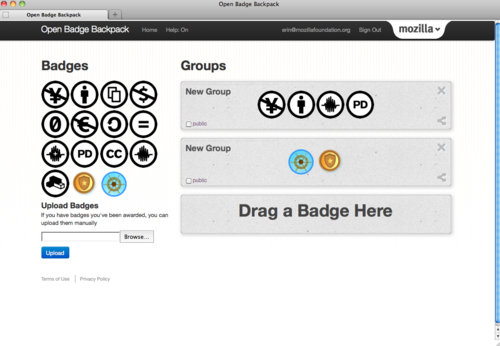 Open Badge Backpack
Open Badge Backpack
Open Badge Backpack
Home
Help: On
erin@mozillafoundation.org
Sign Out
mozilla
Badges
Groups
New Group
PD
public
0
=
PD
CC
New Group
public
Upload Badges
If you have badges you've been awarded, you can
upload them manually
Browse...
Upload
Drag a Badge Here
Terms of Use
Privacy Policy